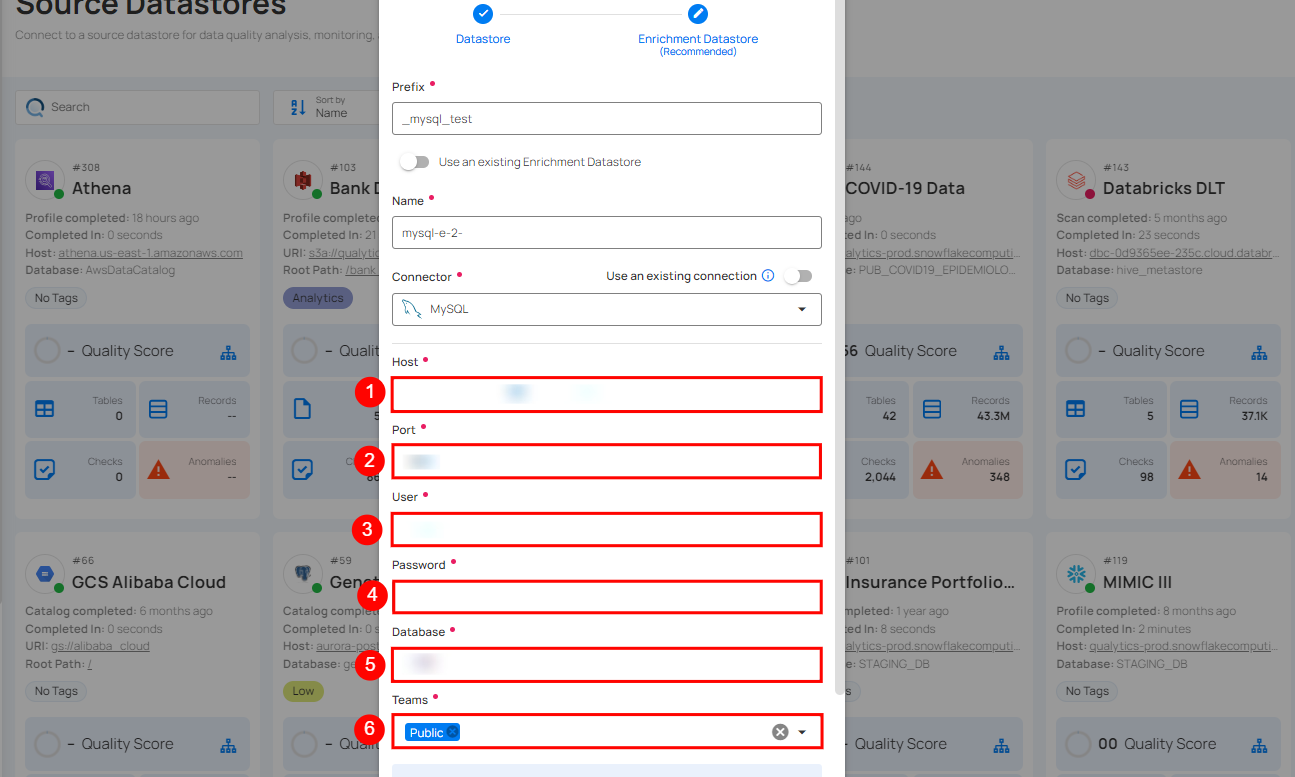 Source Datastores
Connect to a source datastore for data quality analysis, monitoring,
Search
Sort by
Name
#308
Athena
Profile completed: 18 hours ago
Completed In: 0 seconds
Host: athena.us-east-1.amazonaws.com
Database: AwsDataCatalog
No Tags
– Quality Score
Tables
0
Records
--
Checks
0
Anomalies
--
#103
Bank D
Profile completed
Completed In: 21
URI: s3a://qualytic
Root Path: /bank
Analytics
– Quali
#66
GCS Alibaba Cloud
Catalog completed: 6 months ago
Completed In: 0 seconds
URI: gs://alibaba_cloud
Root Path: /
No Tags
– Quality Score
#59
Genet
Catalog comple
Completed In: 0 s
Host: aurora-post
Database: ge
Low
– Quali
Datastore
Enrichment Datastore
(Recommended)
Prefix
_mysql_test
Use an existing Enrichment Datastore
Name
mysql-e-2-
Connector
Use an existing connection
MySQL
Host
1
Port
2
User
3
Password
4
Database
5
Teams
6
Public
#144
COVID-19 Data
ago
Completed In: 0 seconds
alytics-prod.snowflakecomputi...
e: PUB_COVID19_EPIDEMIOLO...
56 Quality Score
Tables
42
Records
43.3M
Checks
2,044
Anomalies
348
#143
Databricks DLT
Scan completed: 5 months ago
Completed In: 23 seconds
Host: dbc-0d9365ee-235c.cloud.databr...
Database: hive_metastore
No Tags
– Quality Score
Tables
5
Records
37.1K
Checks
98
Anomalies
14
#101
Insurance Portfolio...
mpleted: 1 year ago
Completed In: 8 seconds
alytics-prod.snowflakecomputi...
e: STAGING_DB
Quality Score
#119
MIMIC III
Profile completed: 8 months ago
Completed In: 2 minutes
Host: qualytics-prod.snowflakecomputi...
Database: STAGING_DB
No Tags
00 Quality Score